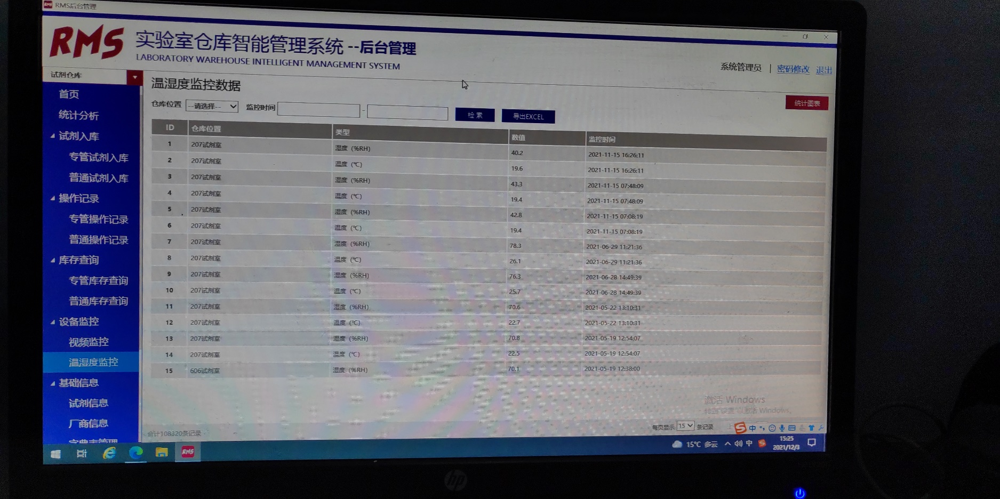 RMS后台管理
RMS 实验室仓库智能管理系统--后台管理
LABORATORY WAREHOUSE INTELLIGENT MANAGEMENT SYSTEM
系统管理员 | 密码修改 退出
试剂仓库
首页
统计分析
试剂入库
专管试剂入库
普通试剂入库
操作记录
专管操作记录
普通操作记录
库存查询
专管库存查询
普通库存查询
设备监控
视频监控
温湿度监控
基础信息
试剂信息
厂商信息
字典表管理
温湿度监控数据
统计图表
仓库位置 --请选择-- 监控时间 - 检索 导出EXCEL
ID 仓库位置 类型 数值 监控时间
1 207试剂室 湿度 (%RH) 40.2 2021-11-15 16:26:11
2 207试剂室 温度 (℃) 19.6 2021-11-15 16:26:11
3 207试剂室 湿度 (%RH) 43.3 2021-11-15 07:48:09
4 207试剂室 温度 (℃) 19.4 2021-11-15 07:48:09
5 207试剂室 湿度 (%RH) 42.8 2021-11-15 07:08:19
6 207试剂室 温度 (℃) 19.4 2021-11-15 07:08:19
7 207试剂室 湿度 (%RH) 78.3 2021-06-29 11:21:36
8 207试剂室 温度 (℃) 26.1 2021-06-29 11:21:36
9 207试剂室 湿度 (%RH) 76.3 2021-06-28 14:49:39
10 207试剂室 温度 (℃) 25.7 2021-06-28 14:49:39
11 207试剂室 湿度 (%RH) 70.6 2021-05-22 13:10:31
12 207试剂室 温度 (℃) 22.7 2021-05-22 13:10:31
13 207试剂室 湿度 (%RH) 70.8 2021-05-19 12:54:07
14 207试剂室 温度 (℃) 22.5 2021-05-19 12:54:07
15 606试剂室 湿度 (%RH) 70.1 2021-05-19 12:38:00
激活 Windows
转到"设置"以激活 Windows。
合计108320条记录
每页显示 15 条记录
中
15℃ 多云 中
15:25
2021/12/3
RMS
hp